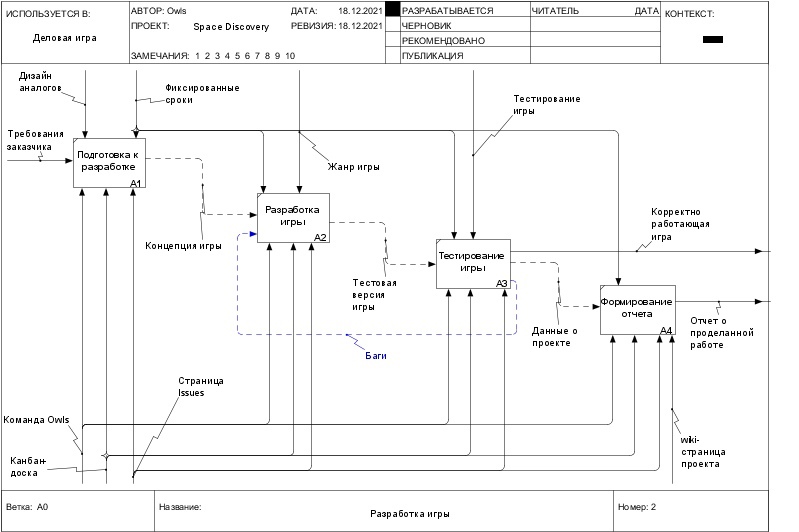 ИСПОЛЬЗУЕТСЯ В:
Деловая игра
АВТОР: Owls
ДАТА: 18.12.2021
ПРОЕКТ: Space Discovery
РЕВИЗИЯ: 18.12.2021
ЗАМЕЧАНИЯ: 1 2 3 4 5 6 7 8 9 10
РАЗРАБАТЫВАЕТСЯ
ЧЕРНОВИК
РЕКОМЕНДОВАНО
ПУБЛИКАЦИЯ
ЧИТАТЕЛЬ
ДАТА
КОНТЕКСТ:
Дизайн
аналогов
Фиксированные
сроки
Тестирование
игры
Требования
заказчика
Подготовка к
разработке
A1
Жанр игры
Концепция игры
Разработка
игры
A2
Корректно
работающая
игра
Тестирование
игры
A3
Тестовая
версия
игры
Формирование
отчета
A4
Данные о
проекте
Отчет о
проделанной
работе
Баги
Страница
Issues
Команда Owls
Канбан-
доска
wiki-
страница
проекта
Ветка: A0
Название:
Разработка игры
Номер: 2